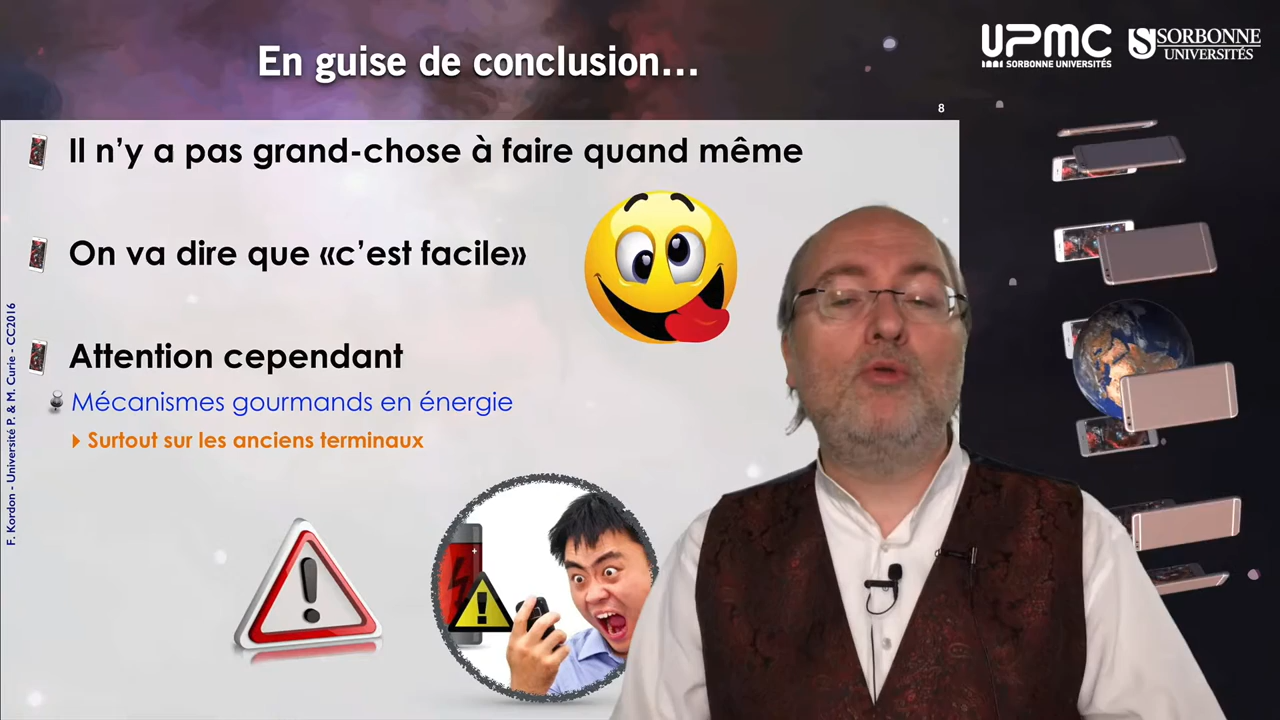 En guise de conclusion...
UPMC
SORBONNE UNIVERSITÉS
SORBONNE
UNIVERSITÉS
8
Il n’y a pas grand-chose à faire quand même
On va dire que «c’est facile»
Attention cependant
Mécanismes gourmands en énergie
Surtout sur les anciens terminaux
F. Kordon - Université P. & M. Curie - CC2016